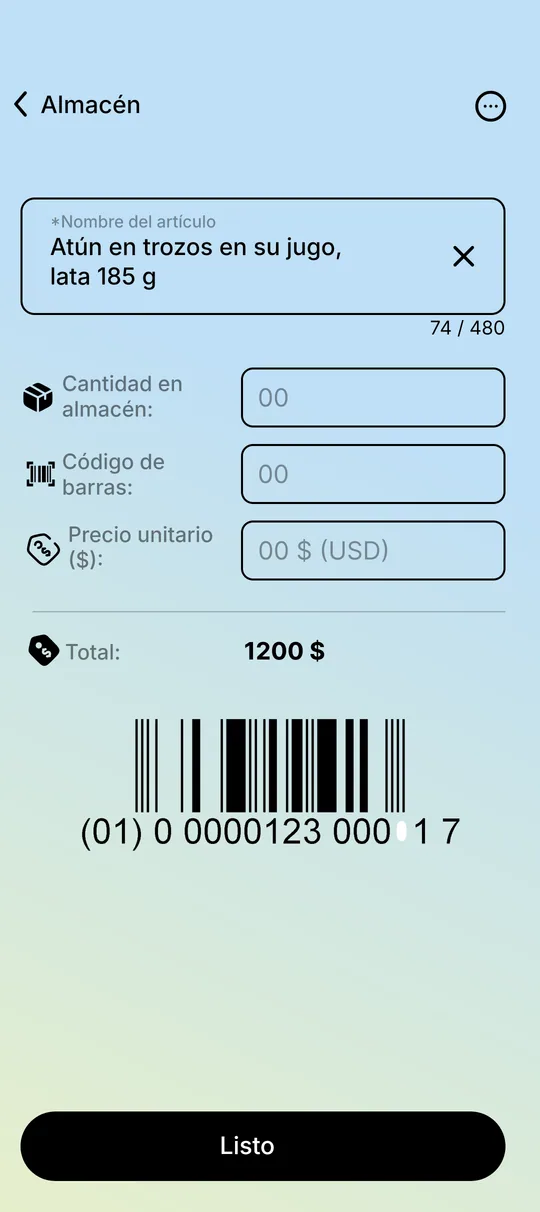 Almacén
*Nombre del artículo
Atún en trozos en su jugo,
lata 185 g
74 / 480
Cantidad en
almacén:
00
Código de
barras:
00
Precio unitario
($):
00 $ (USD)
Total:
1200 $
(01) 0 0000123 000 1 7
Listo